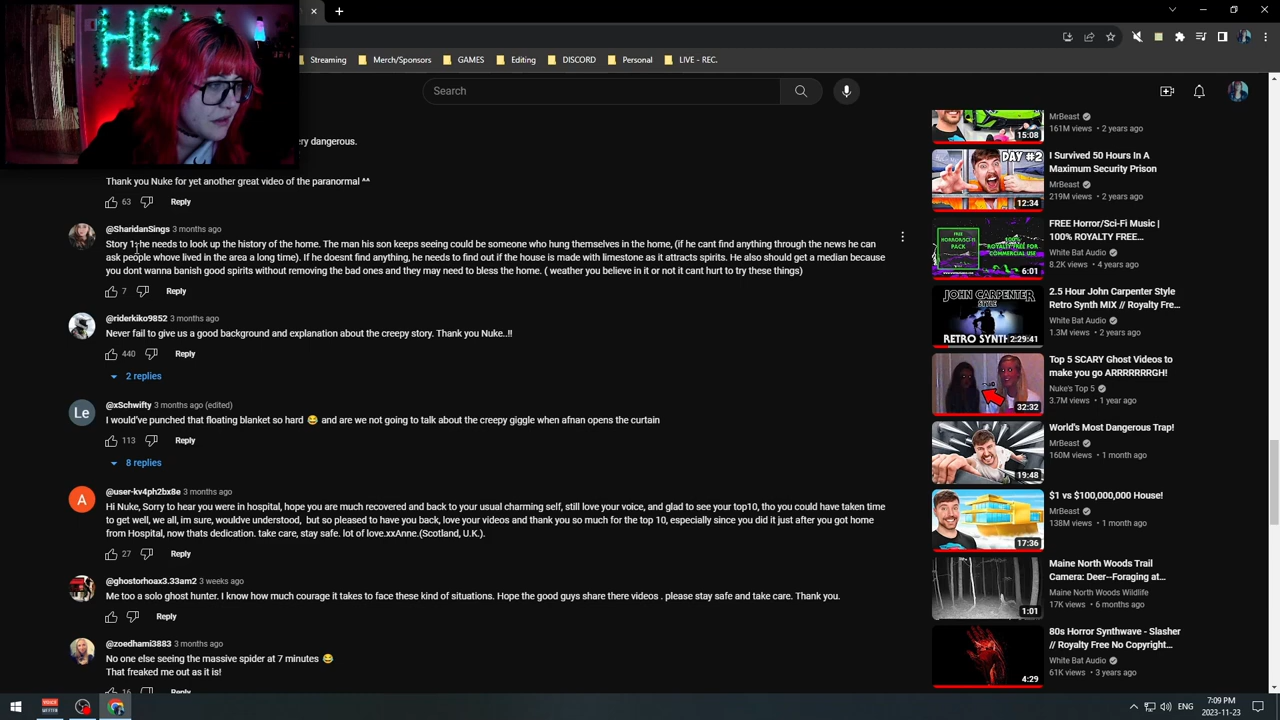 HE
Streaming
Merch/Sponsors
GAMES
Editing
DISCORD
Personal
LIVE - REC.
Search
ery dangerous.
Thank you Nuke for yet another great video of the paranormal ^^
63 Reply
@SharidanSings 3 months ago
Story 1: he needs to look up the history of the home. The man his son keeps seeing could be someone who hung themselves in the home, (if he cant find anything through the news he can
ask people whove lived in the area a long time). If he does not find anything, he needs to find out if the house is made with limestone as it attracts spirits. He needs to find get a median because
you dont wanna banish good spirits without removing the bad ones and they may need to bless the home. ( weather you believe in it or not it can't hurt to try these things)
7 Reply
@riderkiko9852 3 months ago
Never fail to give us a good background and explanation about the creepy story. Thank you Nuke..!!
440 Reply
2 replies
Le
@xSchwifty 3 months ago (edited)
I would've punched that floating blanket so hard 😂 and are we not going to talk about the creepy giggle when afnan opens the curtain
113 Reply
8 replies
A
@user-kv4ph2bx8e 3 months ago
Hi Nuke, Sorry to hear you were in hospital, hope you are much recovered and back to your usual charming self, still love your voice, and glad to see your top10, tho you could have taken time
to get well, we all, im sure, wouldve understood, but so pleased to have you back, love your videos and thank you so much for the top 10, especially since you did it just after you got home
from Hospital, now thats dedication. take care, stay safe. lot of love.xxAnne.(Scotland, U.K.).
27 Reply
@ghostorhoax3.33am2 3 weeks ago
Me too a solo ghost hunter. I know how much courage it takes to face these kind of situations. Hope the good guys share there videos . please stay safe and take care. Thank you.
Reply
@zoedhami3883 3 months ago
No one else seeing the massive spider at 7 minutes 😂
That freaked me out as it is!
16 Reply
15:08
MrBeast
161M views • 2 years ago
DAY #2
12:34
I Survived 50 Hours In A
Maximum Security Prison
MrBeast
219M views • 2 years ago
HORROR/SCI-FI
PACK
100%
ROYALTY FREE FOR
COMMERCIAL USE
6:01
FREE Horror/Sci-Fi Music |
100% ROYALTY FREE...
White Bat Audio
8.2K views • 4 years ago
JOHN CARPENTER
STYLE
RETRO SYNTH
2:29:41
2.5 Hour John Carpenter Style
Retro Synth MIX // Royalty Fre...
White Bat Audio
1.3M views • 2 years ago
32:32
Top 5 SCARY Ghost Videos to
make you go ARRRRRRRGH!
Nuke's Top 5
3.7M views • 1 year ago
19:48
World's Most Dangerous Trap!
MrBeast
160M views • 1 month ago
17:36
$1 vs $100,000,000 House!
MrBeast
138M views • 1 month ago
1:01
Maine North Woods Trail
Camera: Deer--Foraging at...
Maine North Woods Wildlife
17K views • 6 months ago
4:29
80s Horror Synthwave - Slasher
// Royalty Free No Copyright...
White Bat Audio
61K views • 3 years ago
ENG
7:09 PM
2023-11-23